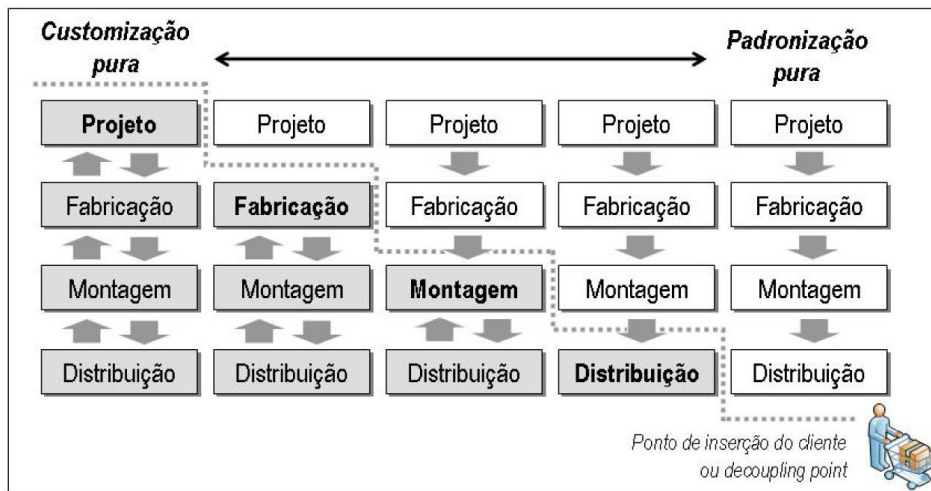 Customização
pura
Padronização
pura
Projeto Projeto Projeto Projeto Projeto
Fabricação Fabricação Fabricação Fabricação Fabricação
Montagem Montagem Montagem Montagem Montagem
Distribuição Distribuição Distribuição Distribuição Distribuição
Ponto de inserção do cliente
ou decoupling point